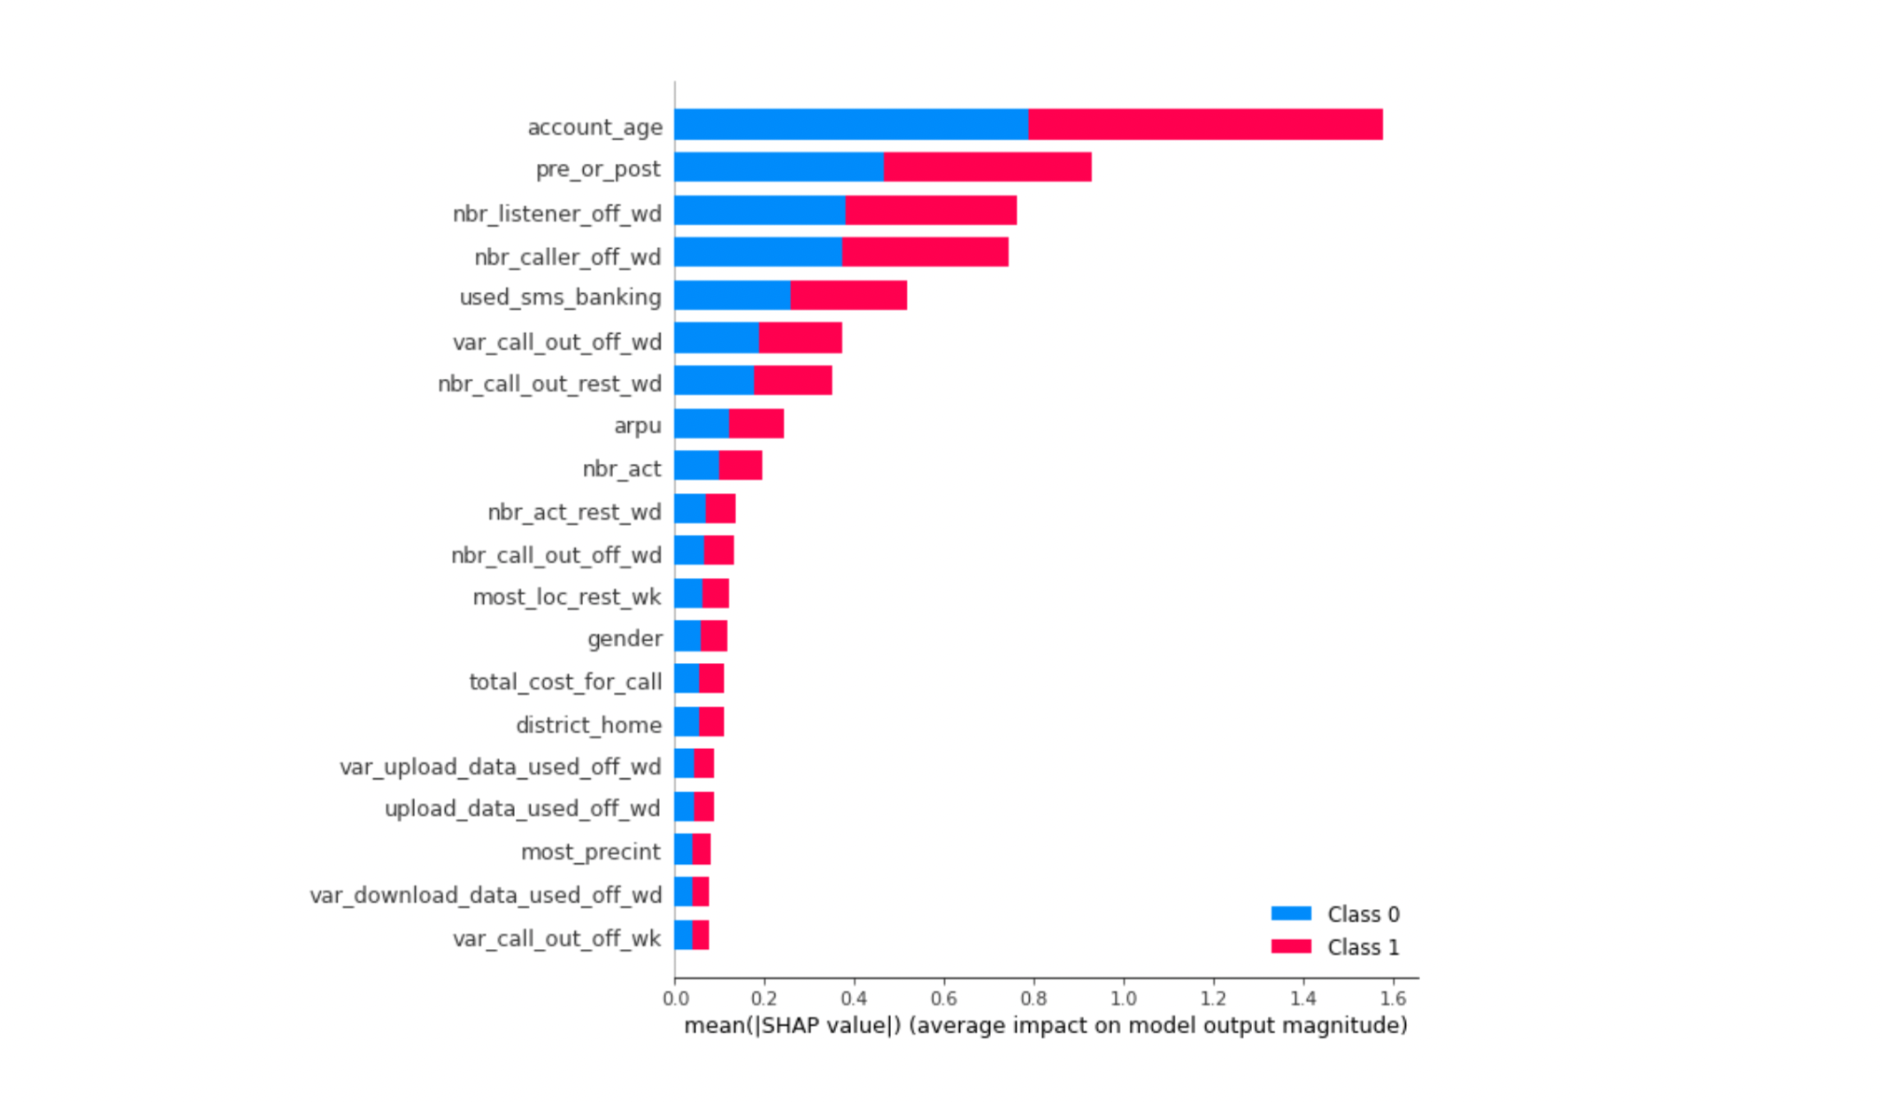 account_age
pre_or_post
nbr_listener_off_wd
nbr_caller_off_wd
used_sms_banking
var_call_out_off_wd
nbr_call_out_rest_wd
arpu
nbr_act
nbr_act_rest_wd
nbr_call_out_off_wd
most_loc_rest_wk
gender
total_cost_for_call
district_home
var_upload_data_used_off_wd
upload_data_used_off_wd
most_precint
var_download_data_used_off_wd
var_call_out_off_wk
Class 0
Class 1
0.0 0.2 0.4 0.6 0.8 1.0 1.2 1.4 1.6
mean(|SHAP value|) (average impact on model output magnitude)